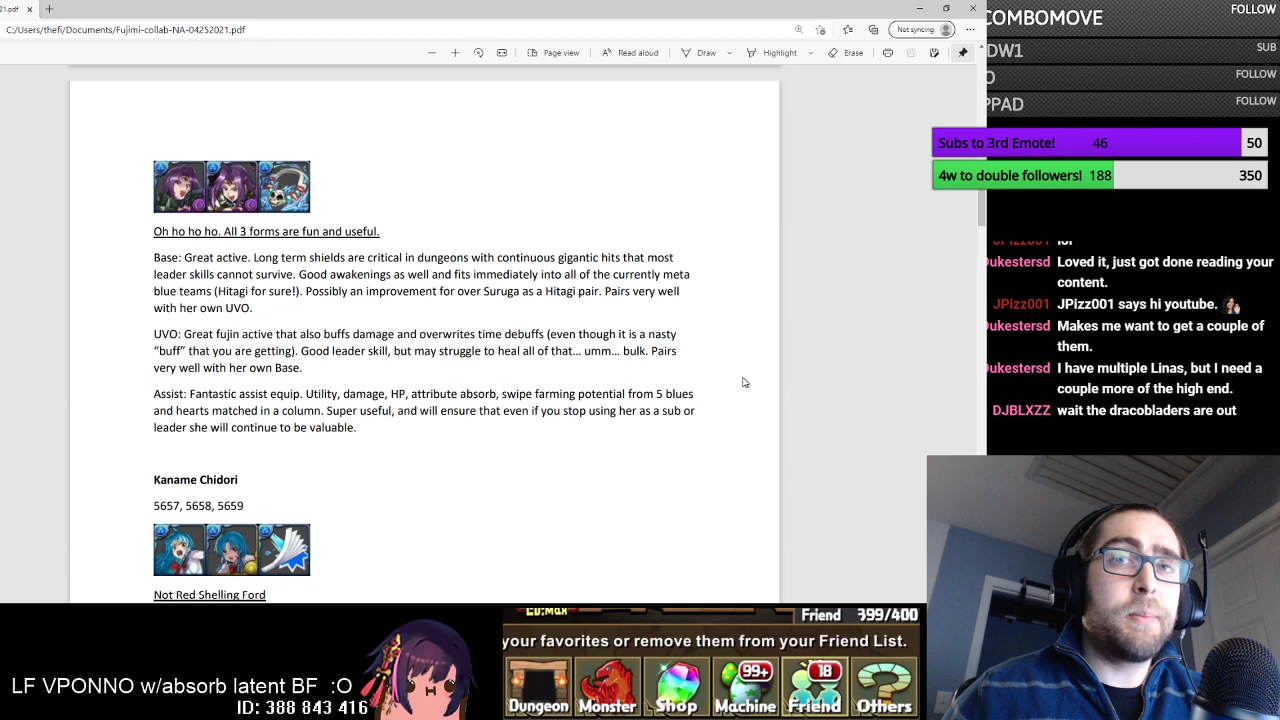 21.pdf
C:/Users/thefi/Documents/Fujimi-collab-NA-04252021.pdf
Not syncing
Page view
Read aloud
Draw
Highlight
Erase
Oh ho ho ho. All 3 forms are fun and useful.
Base: Great active. Long term shields are critical in dungeons with continuous gigantic hits that most
leader skills cannot survive. Good awakenings as well and fits immediately into all of the currently meta
blue teams (Hitagi for sure!). Possibly an improvement for over Suruga as a Hitagi pair. Pairs very well
with her own UVO.
UVO: Great fujin active that also buffs damage and overwrites time debuffs (even though it is a nasty
“buff” that you are getting). Good leader skill, but may struggle to heal all of that… umm… bulk. Pairs
very well with her own Base.
Assist: Fantastic assist equip. Utility, damage, HP, attribute absorb, swipe farming potential from 5 blues
and hearts matched in a column. Super useful, and will ensure that even if you stop using her as a sub or
leader she will continue to be valuable.
Kaname Chidori
5657, 5658, 5659
Not Red Shelling Ford
COMBOMOVE FOLLOW
DW1 SUB
O FOLLOW
PPAD FOLLOW
Subs to 3rd Emote! 46 50
4w to double followers! 188 350
Dukestersd Loved it, just got done reading your
content.
JPizz001 JPizz001 says hi youtube.
Dukestersd Makes me want to get a couple of
them.
Dukestersd I have multiple Linas, but I need a
couple more of the high end.
DJBLXZZ wait the dracobladers are out
LF VPONNO w/absorb latent BF :O
ID: 388 843 416
Friend 399/400
your favorites or remove them from your Friend List.
99+ 18
Dungeon Monster Shop Machine Friend Others